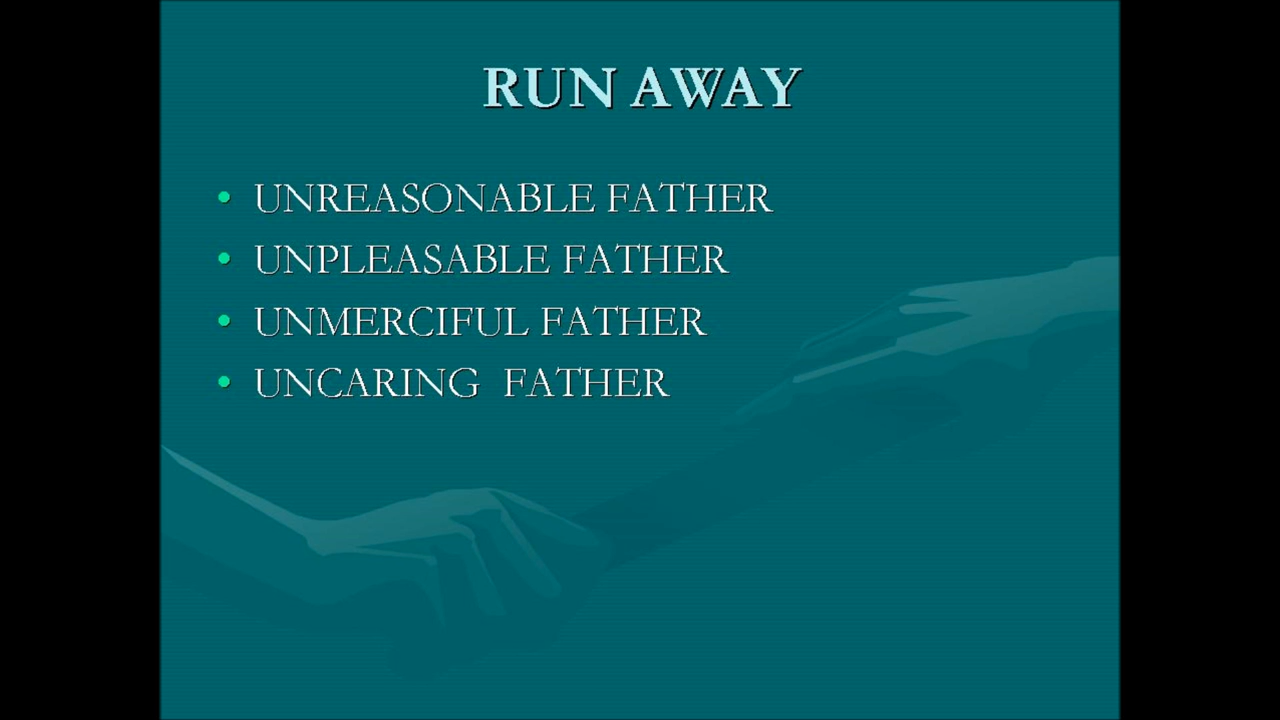 RUN AWAY
• UNREASONABLE FATHER
• UNPLEASABLE FATHER
• UNMERCIFUL FATHER
• UNCARING  FATHER